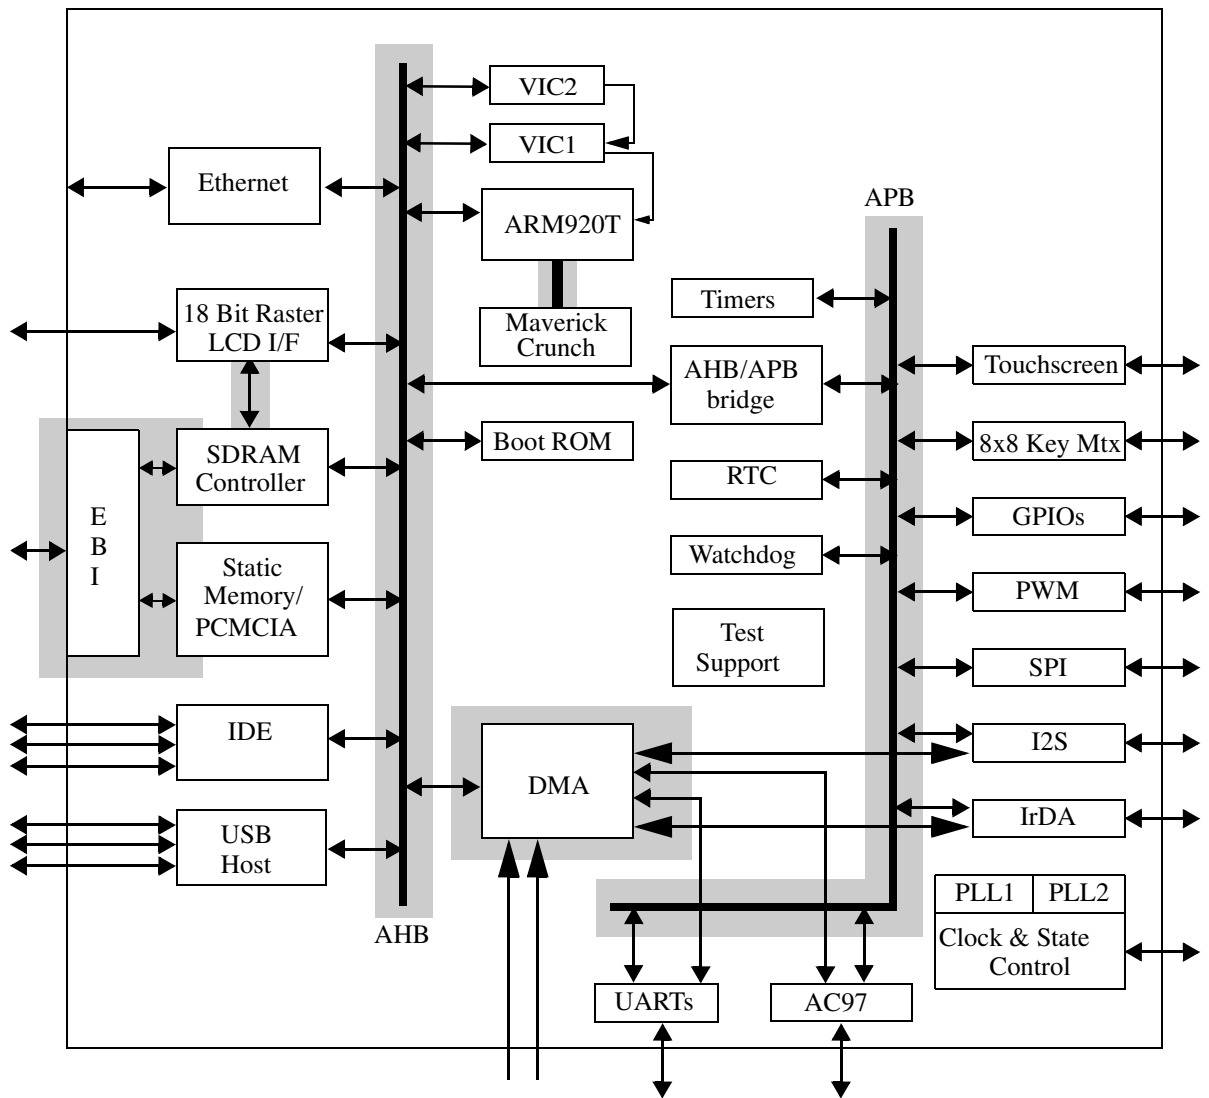 VIC2
VIC1
Ethernet
ARM920T
APB
18 Bit Raster
LCD I/F
Maverick
Crunch
Timers
AHB/APB
bridge
Touchscreen
SDRAM
Controller
Boot ROM
8x8 Key Mtx
RTC
E
B
I
GPIOs
Watchdog
Static
Memory/
PCMCIA
PWM
Test
Support
SPI
IDE
I2S
DMA
USB
Host
IrDA
PLL1
PLL2
AHB
Clock & State
Control
UARTs
AC97